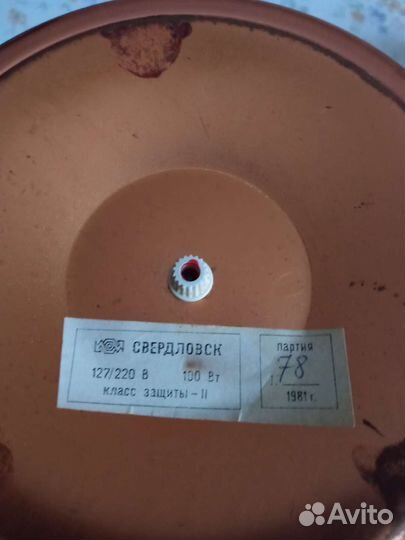 СВЕРДЛОВСК
127/220 В 100 Вт
класс защиты - II
партия
78
1981 г.
Avito